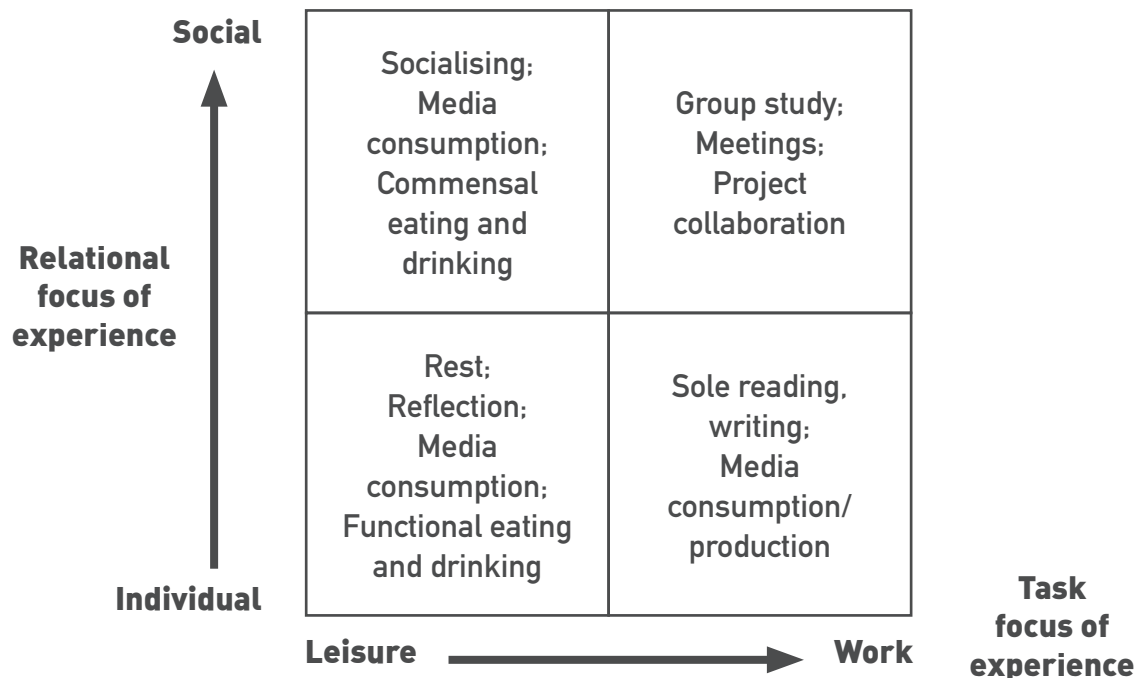 Social
Socialising;
Media
consumption;
Commensal
eating and
drinking
Group study;
Meetings;
Project
collaboration
Relational
focus of
experience
Rest;
Reflection;
Media
consumption;
Functional eating
and drinking
Sole reading,
writing;
Media
consumption/
production
Individual
Leisure
Work
Task
focus of
experience